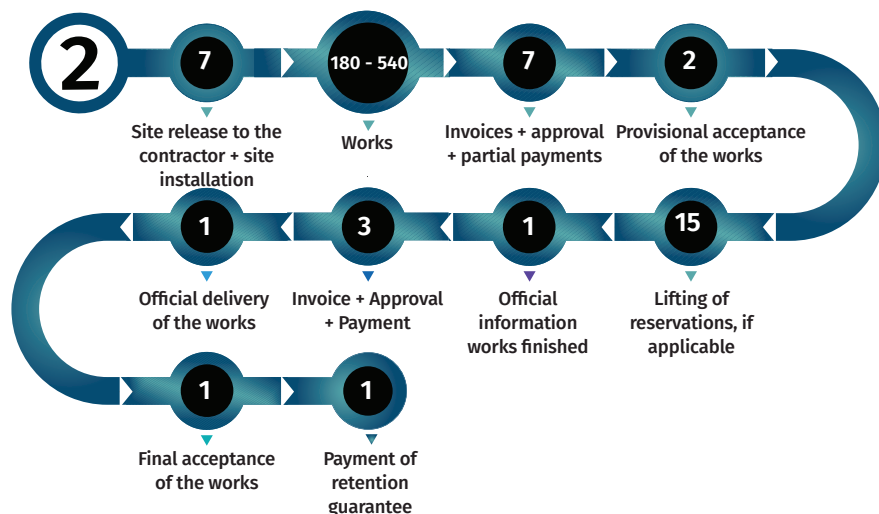 2
7
Site release to the
contractor + site
installation
180 - 540
Works
7
Invoices + approval
+ partial payments
2
Provisional acceptance
of the works
15
Lifting of
reservations, if
applicable
1
Official
information
works finished
3
Invoice + Approval
+ Payment
1
Official delivery
of the works
1
Final acceptance
of the works
1
Payment of
retention
guarantee